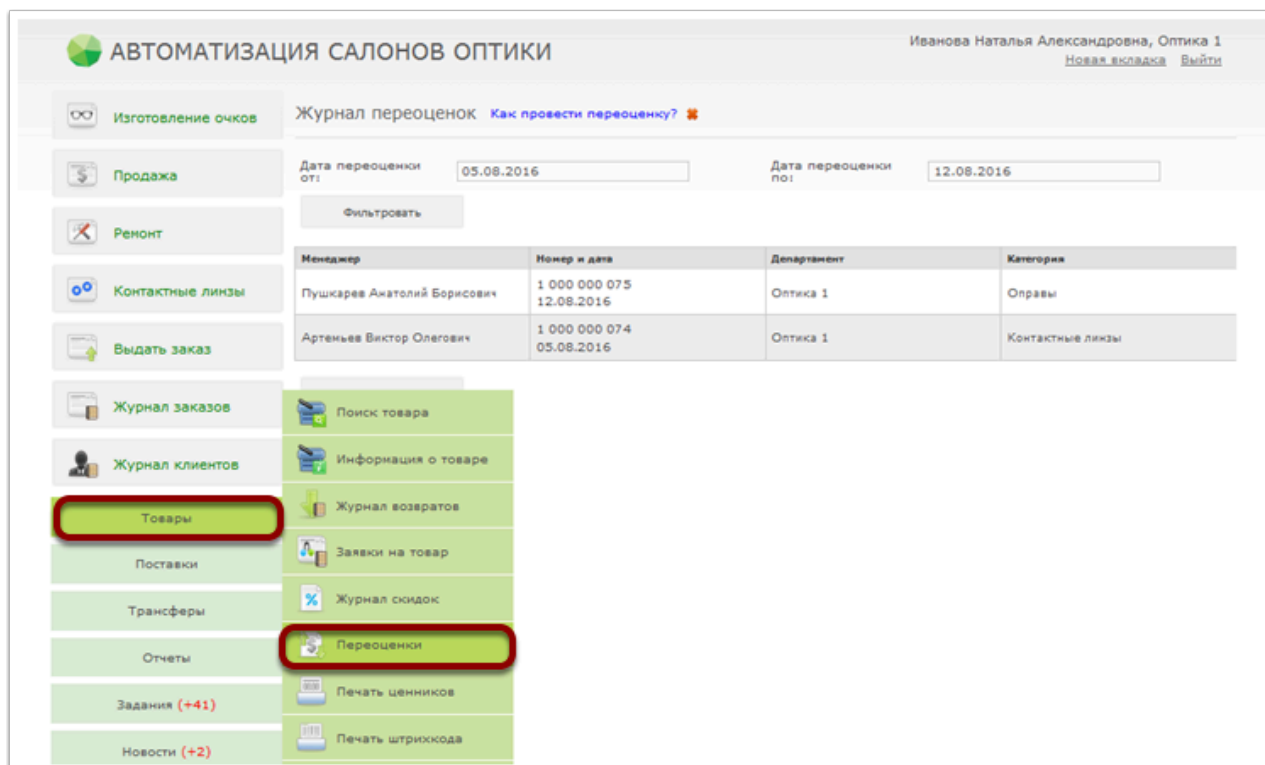 АВТОМАТИЗАЦИЯ САЛОНОВ ОПТИКИ
Иванова Наталья Александровна, Оптика 1
Новая вкладка Выйти
Изготовление очков
Продажа
Ремонт
Контактные линзы
Выдать заказ
Журнал заказов
Журнал клиентов
Товары
Поставки
Трансферы
Отчеты
Задания (+41)
Новости (+2)
Журнал переоценок Как провести переоценку?
Дата переоценки
от:
05.08.2016
Дата переоценки
по:
12.08.2016
Фильтровать
Менеджер Номер и дата Департамент Категория
Пушкарев Анатолий Борисович 1 000 000 075 Оптика 1 Оправы
12.08.2016
Артемьев Виктор Олегович 1 000 000 074 Оптика 1 Контактные линзы
05.08.2016
Поиск товара
Информация о товаре
Журнал возвратов
Заявки на товар
Журнал скидок
Переоценки
Печать ценников
Печать штрихкода